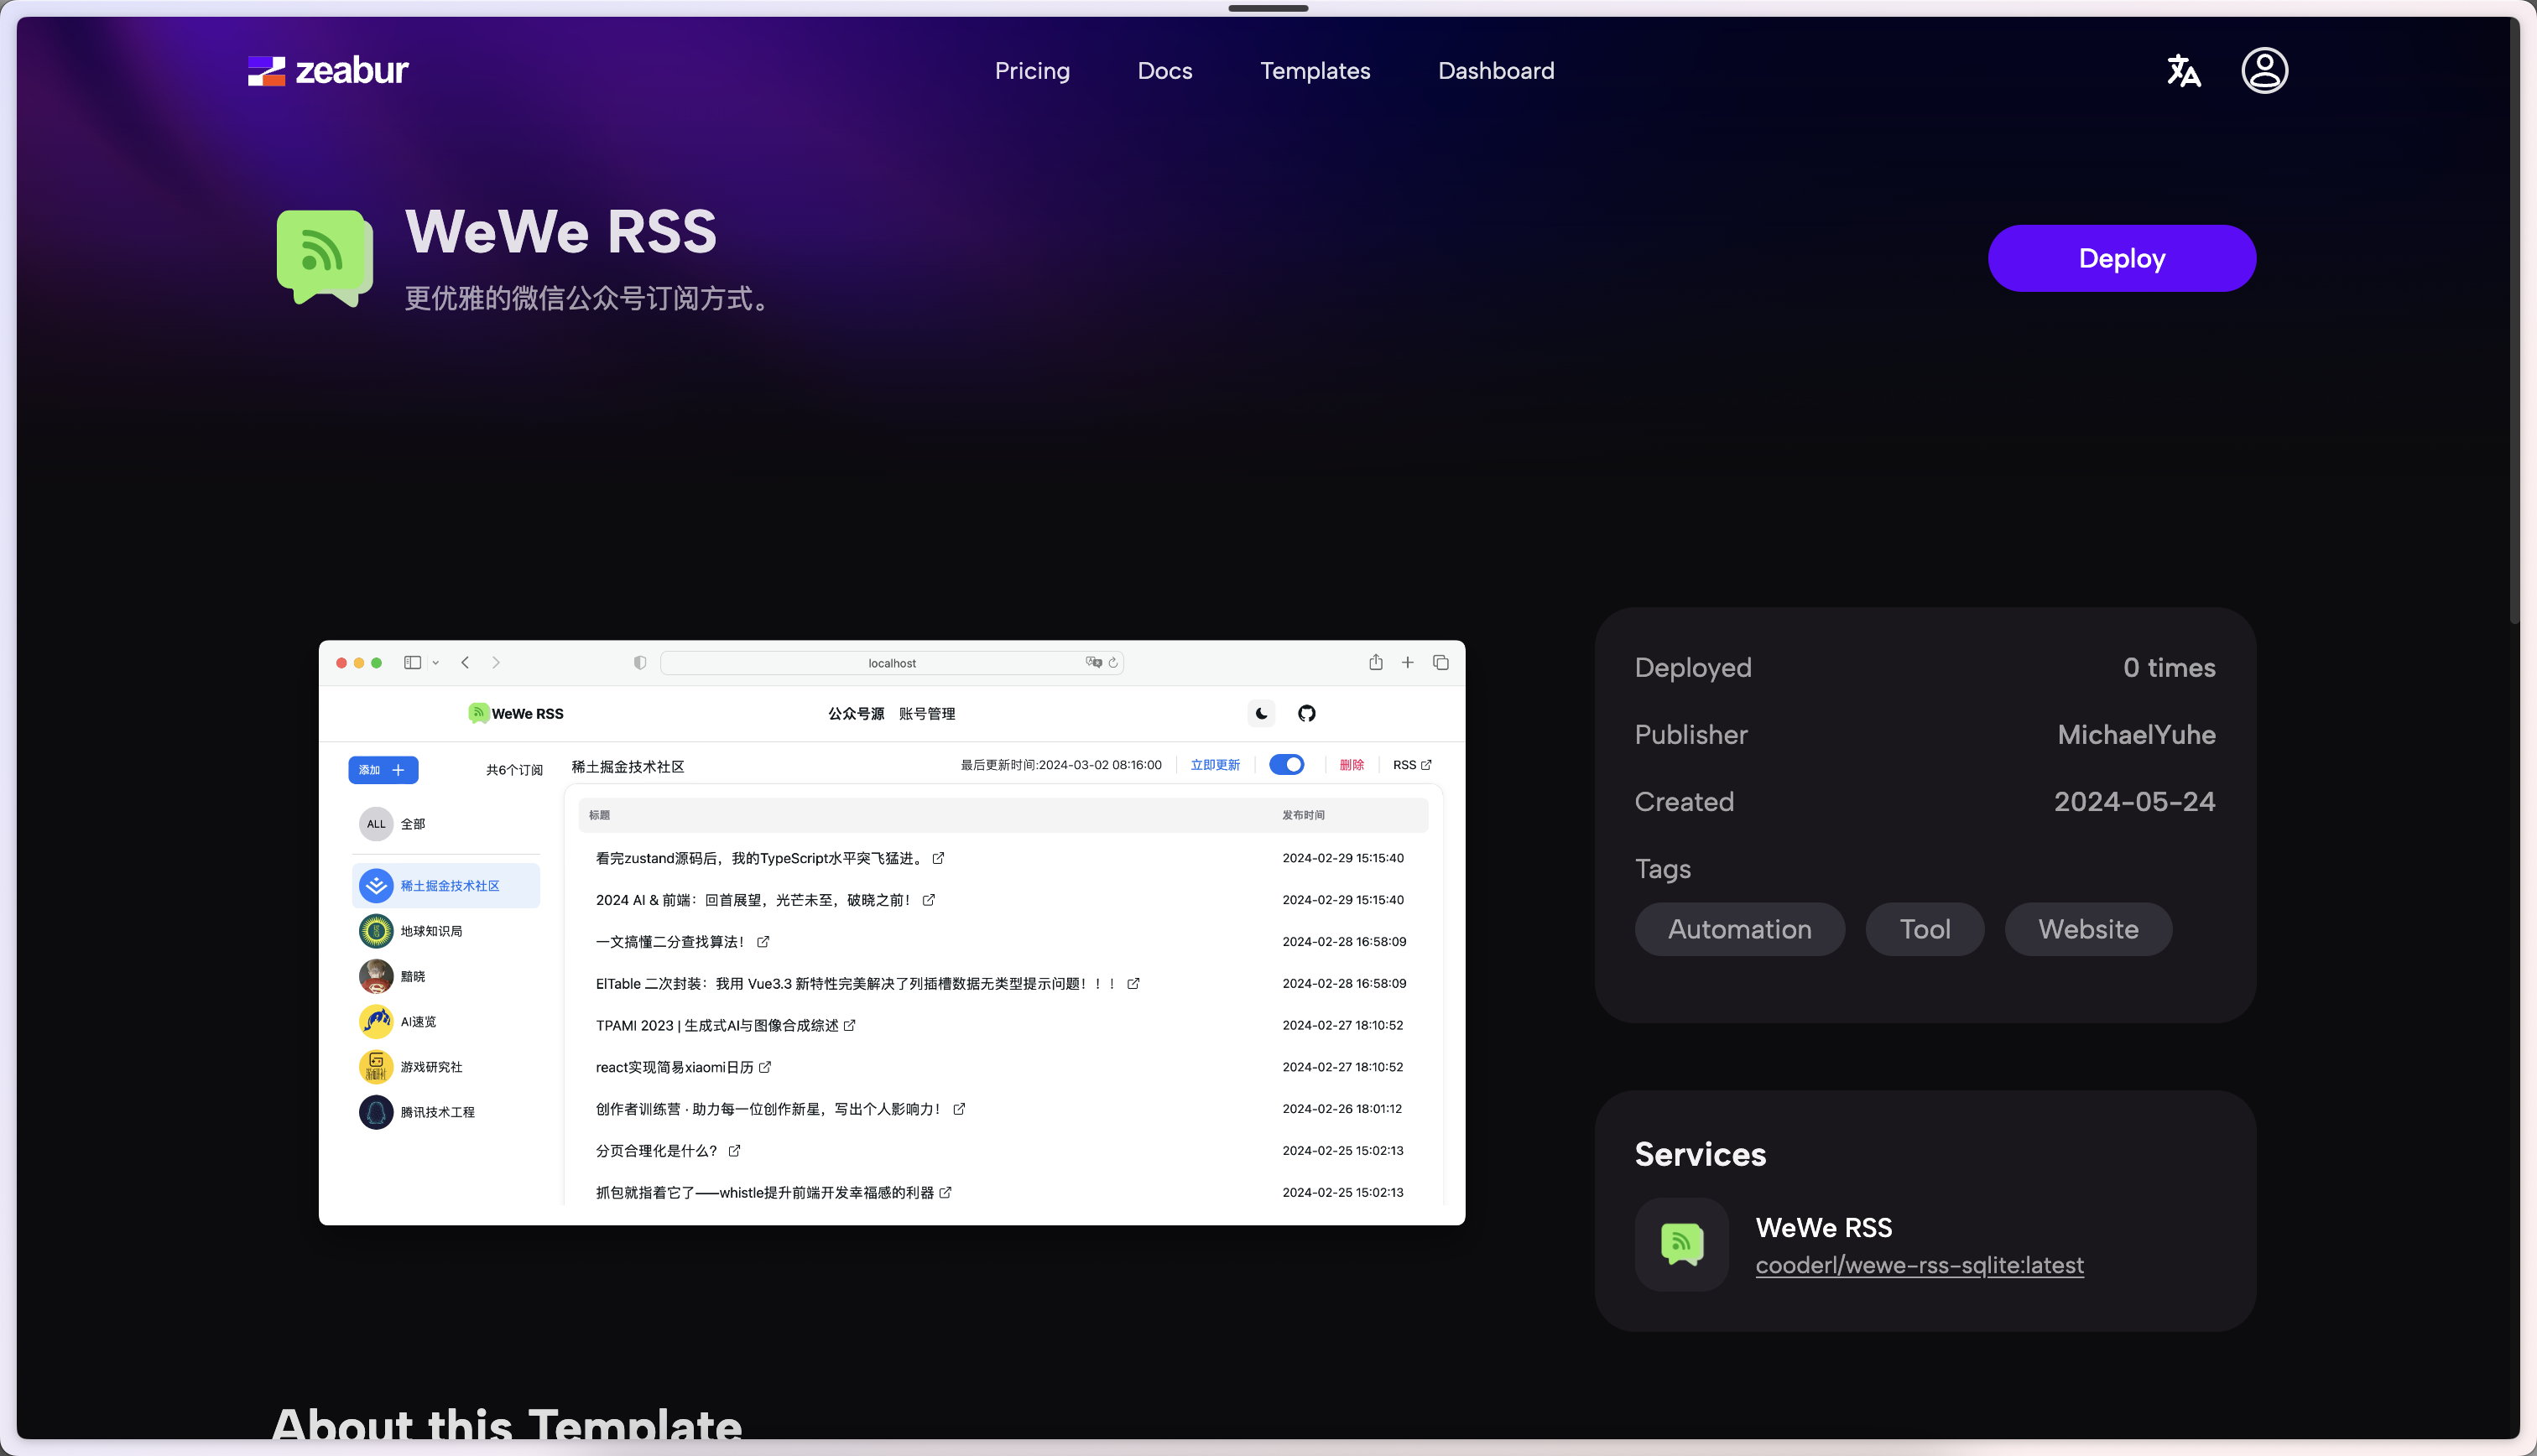 zeabur
Pricing
Docs
Templates
Dashboard
WeWe RSS
更优雅的微信公众号订阅方式。
Deploy
localhost
WeWe RSS
公众号源
账号管理
添加
共6个订阅
稀土掘金技术社区
最后更新时间:2024-03-02 08:16:00
立即更新
删除
RSS
ALL
全部
稀土掘金技术社区
地球知识局
黯晓
AI速览
游戏研究社
腾讯技术工程
标题
发布时间
看完zustand源码后，我的TypeScript水平突飞猛进。
2024-02-29 15:15:40
2024 AI & 前端：回首展望，光芒未至，破晓之前！
2024-02-29 15:15:40
一文搞懂二分查找算法！
2024-02-28 16:58:09
ElTable 二次封装：我用 Vue3.3 新特性完美解决了列插槽数据无类型提示问题！！！
2024-02-28 16:58:09
TPAMI 2023 | 生成式AI与图像合成综述
2024-02-27 18:10:52
react实现简易xiaomi日历
2024-02-27 18:10:52
创作者训练营 · 助力每一位创作新星，写出个人影响力！
2024-02-26 18:01:12
分页合理化是什么？
2024-02-25 15:02:13
抓包就指着它了——whistle提升前端开发幸福感的利器
2024-02-25 15:02:13
Deployed
0 times
Publisher
MichaelYuhe
Created
2024-05-24
Tags
Automation
Tool
Website
Services
WeWe RSS
cooderl/wewe-rss-sqlite:latest
About this Template